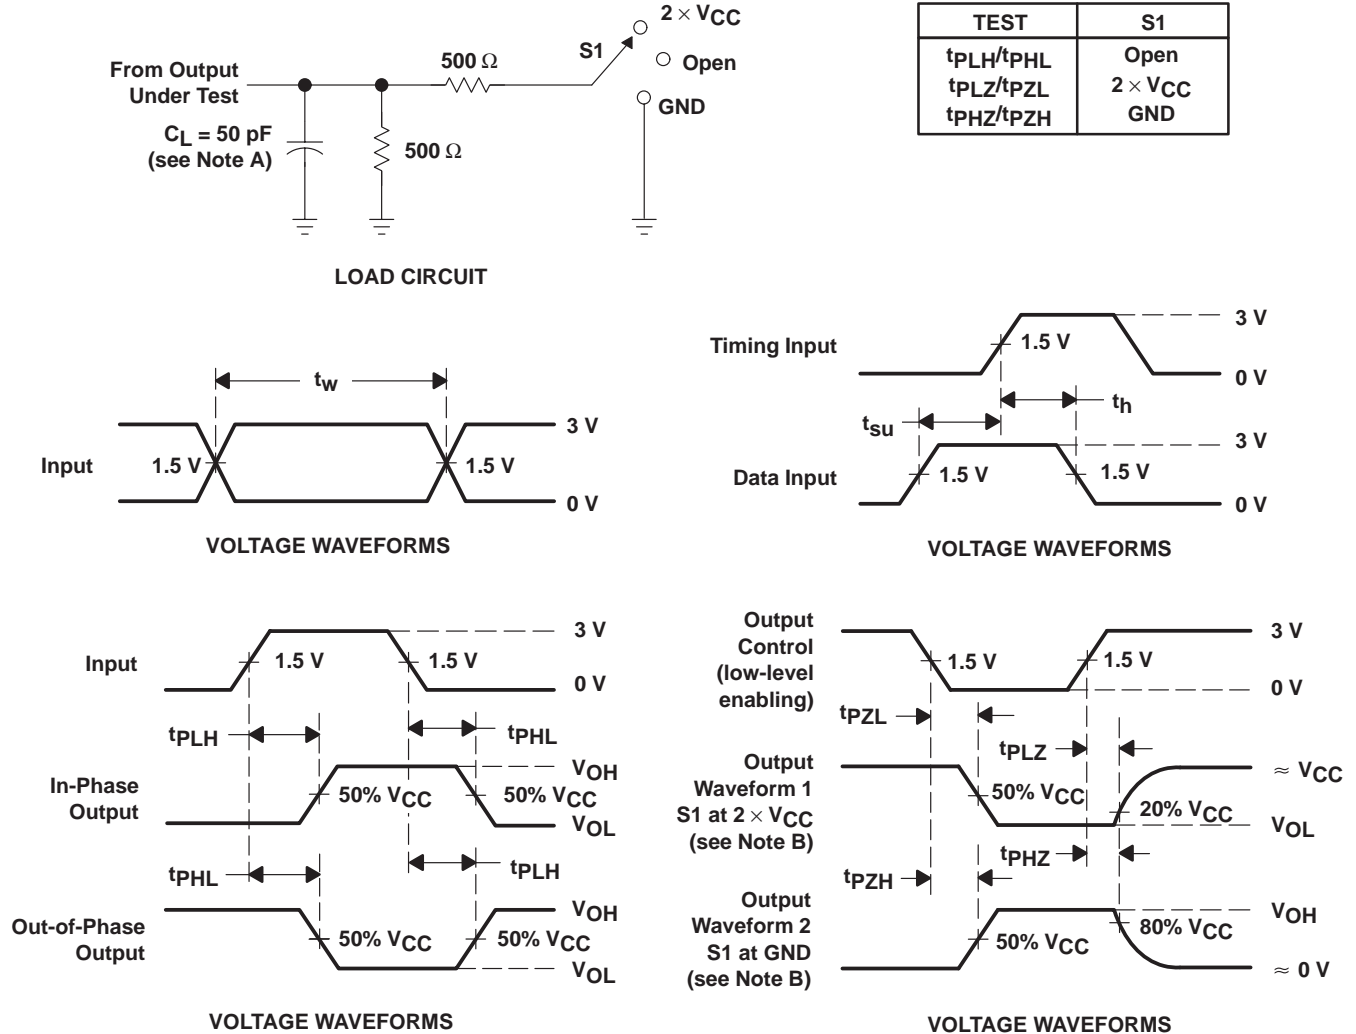 2 × VCC
S1
Open
500 Ω
From Output
Under Test
GND
CL = 50 pF
(see Note A)
500 Ω
LOAD CIRCUIT
TEST S1
tPLH/tPHL Open
tPLZ/tPZL 2 × VCC
tPHZ/tPZH GND
tw
3 V
Input 1.5 V 1.5 V
0 V
VOLTAGE WAVEFORMS
3 V
Timing Input 1.5 V
0 V
th
tsu
3 V
Data Input 1.5 V 1.5 V
0 V
VOLTAGE WAVEFORMS
3 V
Input 1.5 V 1.5 V
0 V
tPLH tPHL
VOH
In-Phase
Output
50% VCC 50% VCC
VOL
tPHL tPLH
VOH
Out-of-Phase
Output
50% VCC 50% VCC
VOL
VOLTAGE WAVEFORMS
Output
Control
(low-level
enabling)
3 V
1.5 V 1.5 V
0 V
tPZL
tPLZ
Output
Waveform 1
S1 at 2 × VCC
(see Note B)
≈ VCC
50% VCC 20% VCC
VOL
tPHZ
tPZH
Output
Waveform 2
S1 at GND
(see Note B)
VOH
50% VCC 80% VCC
≈ 0 V
VOLTAGE WAVEFORMS